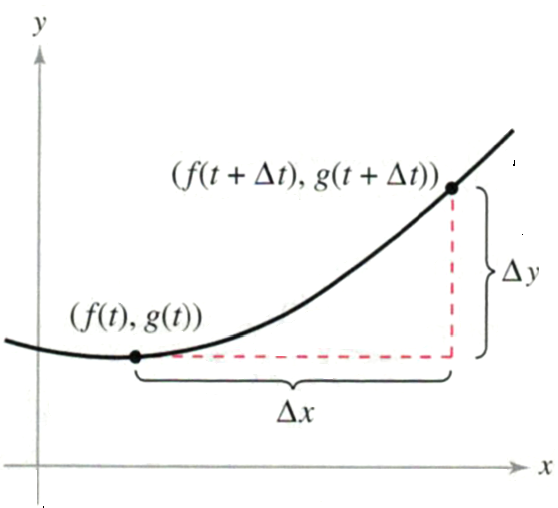 y
(f(t + Δt), g(t + Δt))
Δy
(f(t), g(t))
Δx
x